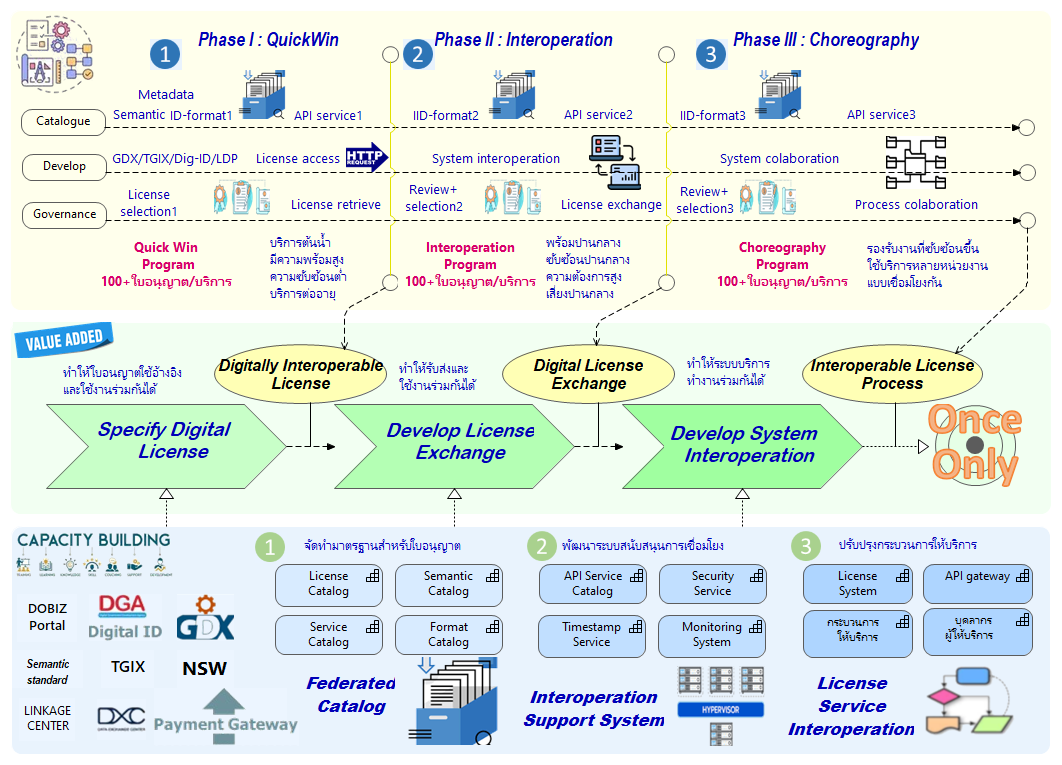 Phase I : QuickWin
Phase II : Interoperation
Phase III : Choreography
1
2
3
Metadata
Catalogue
Semantic ID-format1
API service1
IID-format2
API service2
IID-format3
API service3
Develop
GDX/TGIX/Dig-ID/LDP
License access
HTTP
REQUEST
System interoperation
System colaboration
Governance
License
selection1
License retrieve
Review+
selection2
License exchange
Review+
selection3
Process colaboration
Quick Win
Program
100+ใบอนุญาต/บริการ
บริการต้นน้ำ
มีความพร้อมสูง
ความซับซ้อนต่ำ
บริการต่ออายุ
Interoperation
Program
100+ใบอนุญาต/บริการ
พร้อมปานกลาง
ซับซ้อนปานกลาง
ความต้องการสูง
เสี่ยงปานกลาง
Choreography
Program
100+ใบอนุญาต/บริการ
รองรับงานที่ซับซ้อนขึ้น
ใช้บริการหลายหน่วยงาน
แบบเชื่อมโยงกัน
VALUE ADDED
ทำให้ใบอนุญาตใช้อ้างอิง
และใช้งานร่วมกันได้
Digitally Interoperable
License
ทำให้รับส่งและ
ใช้งานร่วมกันได้
Digital License
Exchange
ทำให้ระบบบริการ
ทำงานร่วมกันได้
Interoperable License
Process
Specify Digital
License
Develop License
Exchange
Develop System
Interoperation
Once
Only
CAPACITY BUILDING
TRAINING
LEARNING
KNOWLEDGE
SKILL
COACHING
SUPPORT
DEVELOPMENT
DOBIZ
Portal
DGA
Digital ID
GDX
Semantic
standard
TGIX
NSW
LINKAGE
CENTER
DXC
DATA EXCHANGE CENTER
Payment Gateway
1
จัดทำมาตรฐานสำหรับใบอนุญาต
License
Catalog
Semantic
Catalog
Service
Catalog
Format
Catalog
Federated
Catalog
2
พัฒนาระบบสนับสนุนการเชื่อมโยง
API Service
Catalog
Security
Service
Timestamp
Service
Monitoring
System
Interoperation
Support System
HYPERVISOR
3
ปรับปรุงกระบวนการให้บริการ
License
System
API gateway
กระบวนการ
ให้บริการ
บุคลากร
ผู้ให้บริการ
License
Service
Interoperation